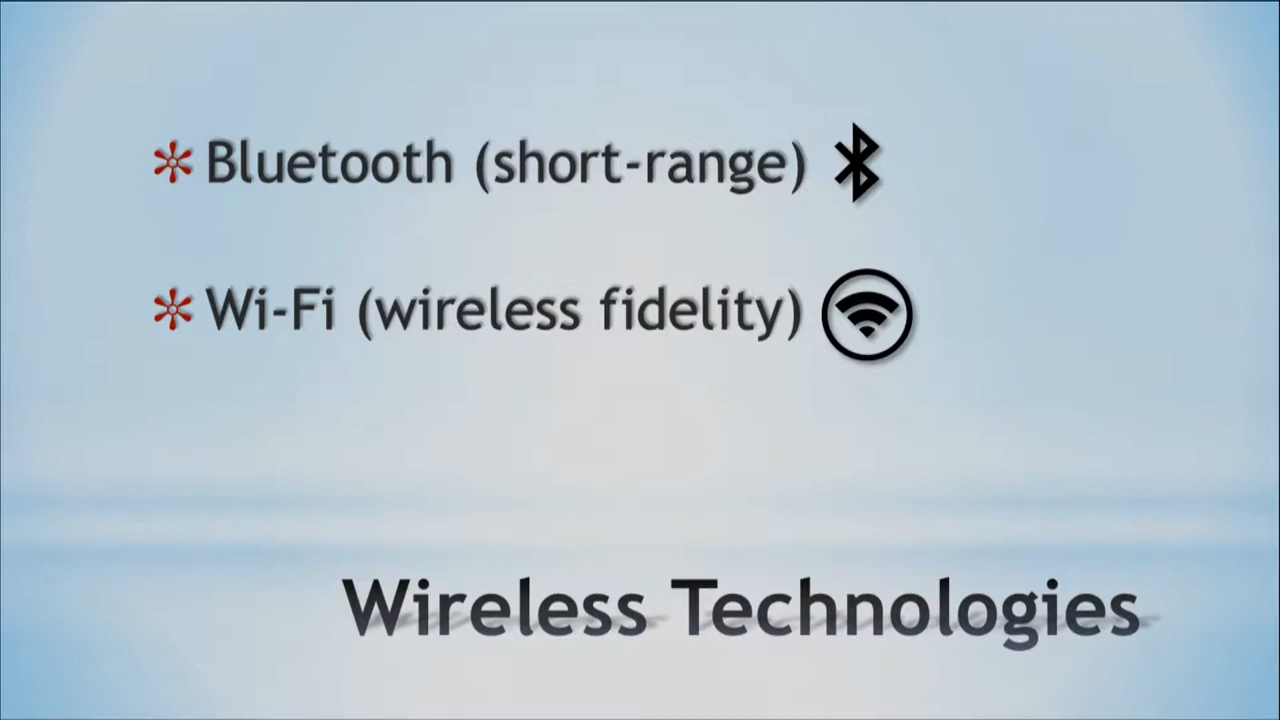 * Bluetooth (short-range)
* Wi-Fi (wireless fidelity)
Wireless Technologies